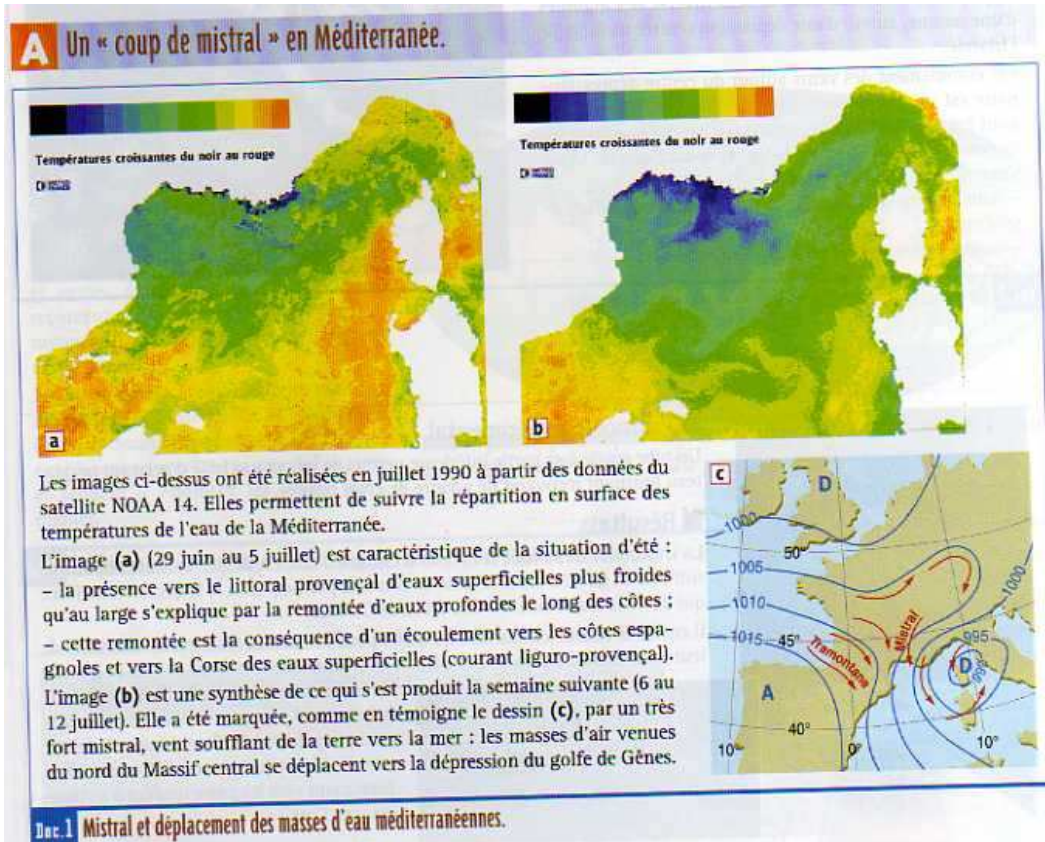 A Un « coup de mistral » en Méditerranée.
Températures croissantes du noir au rouge
a
Températures croissantes du noir au rouge
b
Les images ci-dessus ont été réalisées en juillet 1990 à partir des données du
satellite NOAA 14. Elles permettent de suivre la répartition en surface des
températures de l'eau de la Méditerranée.
L'image (a) (29 juin au 5 juillet) est caractéristique de la situation d'été :
– la présence vers le littoral provençal d'eaux superficielles plus froides
qu'au large s'explique par la remontée d'eaux profondes le long des côtes ;
– cette remontée est la conséquence d'un écoulement vers les côtes espa-
gnoles et vers la Corse des eaux superficielles (courant liguro-provençal).
L'image (b) est une synthèse de ce qui s'est produit la semaine suivante (6 au
12 juillet). Elle a été marquée, comme en témoigne le dessin (c), par un très
fort mistral, vent soufflant de la terre vers la mer : les masses d'air venues
du nord du Massif central se déplacent vers la dépression du golfe de Gênes.
c
D
1000
50°
1005
1000
1010
1015
45°
Tramontane
Mistral
995
D
990
A
40°
10°
0°
10°
Doc.1 Mistral et déplacement des masses d'eau méditerranéennes.